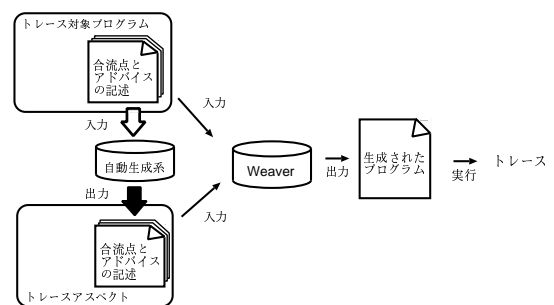 トレース対象プログラム
合流点と
アドバイス
の記述
入力
入力
自動生成系
Weaver
生成された
プログラム
トレース
出力
実行
出力
入力
合流点と
アドバイス
の記述
トレースアスペクト